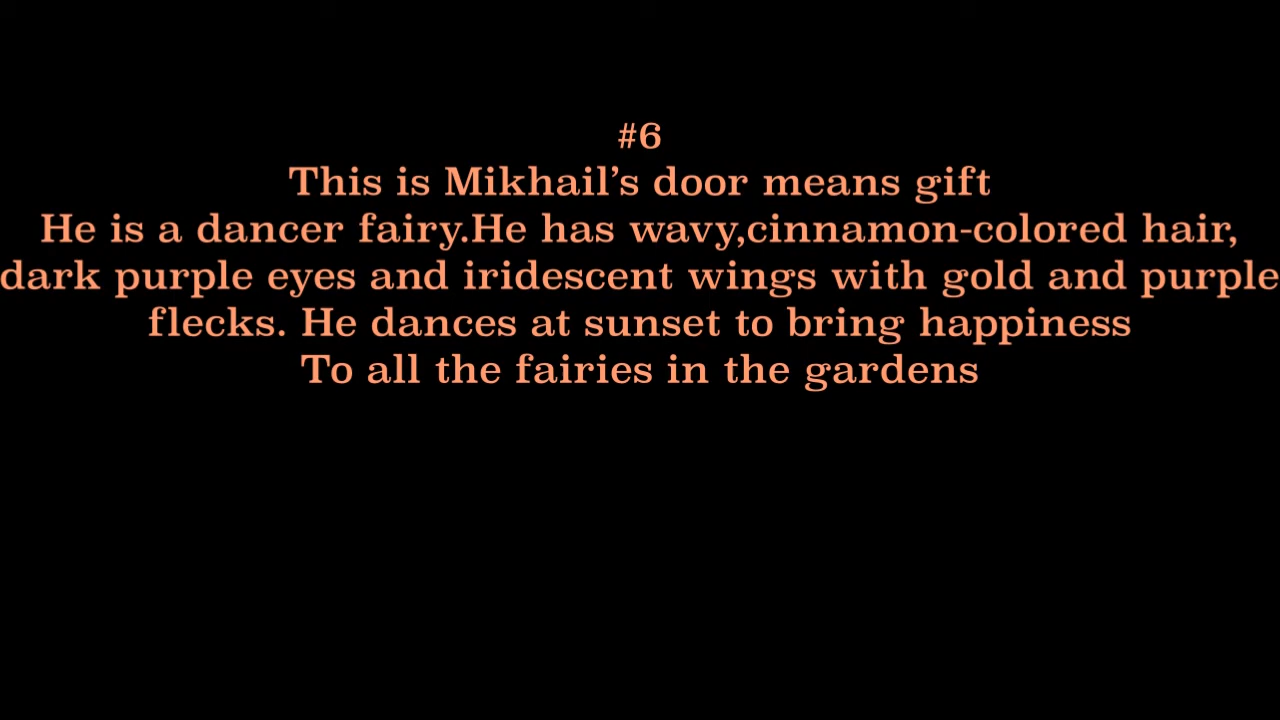 #6
This is Mikhail’s door means gift
He is a dancer fairy.He has wavy,cinnamon-colored hair,
dark purple eyes and iridescent wings with gold and purple
flecks. He dances at sunset to bring happiness
To all the fairies in the gardens